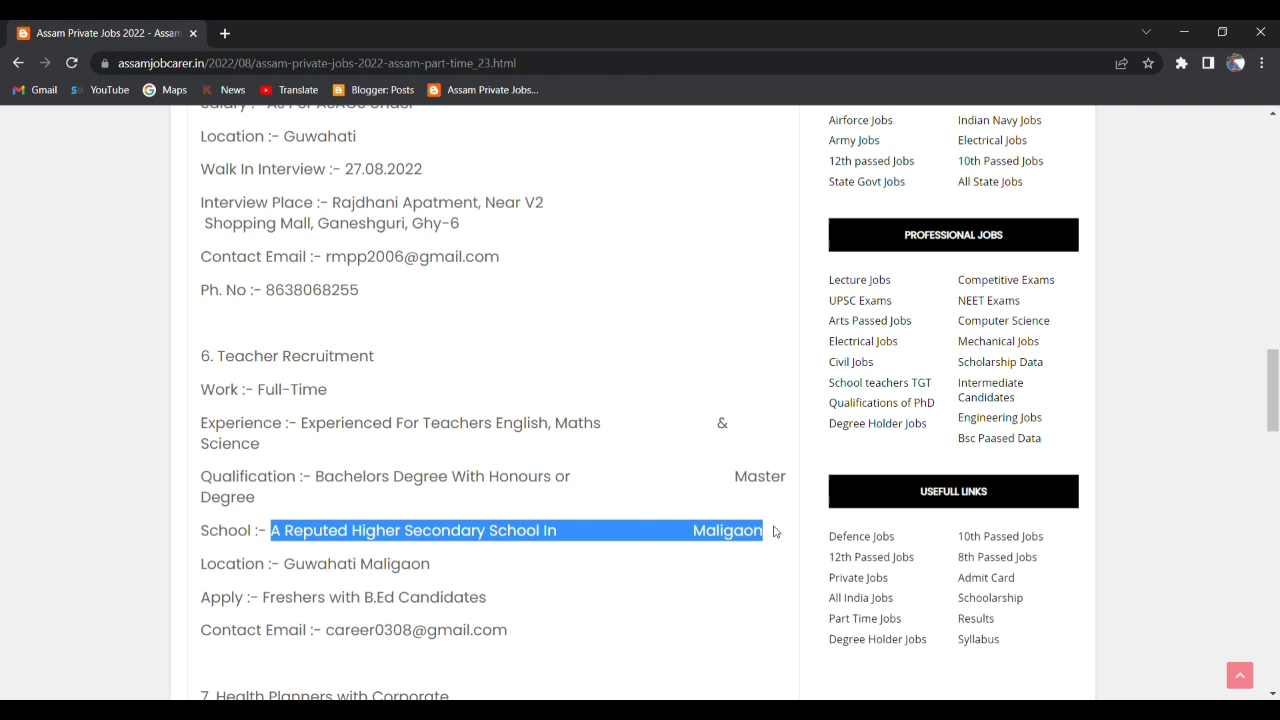 Assam Private Jobs 2022 - Assam
assamjobcarer.in/2022/08/assam-private-jobs-2022-assam-part-time_23.html
Gmail YouTube Maps News Translate Blogger: Posts Assam Private Jobs...
Salary :- As Per
Location :- Guwahati
Walk In Interview :- 27.08.2022
Interview Place :- Rajdhani Apatment, Near V2
Shopping Mall, Ganeshguri, Ghy-6
Contact Email :- rmpp2006@gmail.com
Ph. No :- 8638068255
6. Teacher Recruitment
Work :- Full-Time
Experience :- Experienced For Teachers English, Maths &
Science
Qualification :- Bachelors Degree With Honours or Master
Degree
School :- A Reputed Higher Secondary School In Maligaon
Location :- Guwahati Maligaon
Apply :- Freshers with B.Ed Candidates
Contact Email :- career0308@gmail.com
7. Health Planners with Corporate
Airforce Jobs Indian Navy Jobs
Army Jobs Electrical Jobs
12th passed Jobs 10th Passed Jobs
State Govt Jobs All State Jobs
PROFESSIONAL JOBS
Lecture Jobs Competitive Exams
UPSC Exams NEET Exams
Arts Passed Jobs Computer Science
Electrical Jobs Mechanical Jobs
Civil Jobs Scholarship Data
School teachers TGT Intermediate
Candidates
Qualifications of PhD
Degree Holder Jobs Engineering Jobs
Bsc Paased Data
USEFULL LINKS
Defence Jobs 10th Passed Jobs
12th Passed Jobs 8th Passed Jobs
Private Jobs Admit Card
All India Jobs Schoolarship
Part Time Jobs Results
Degree Holder Jobs Syllabus